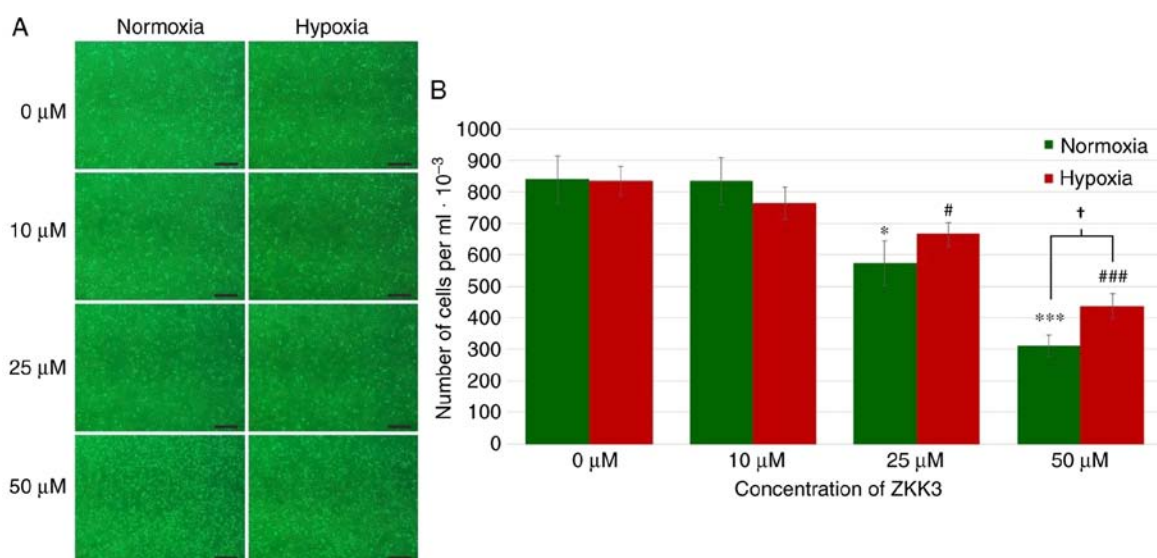 A
Normoxia Hypoxia
0 μM
10 μM
25 μM
50 μM
B
Number of cells per ml · 10⁻³
1000
900
800
700
600
500
400
300
200
100
0
Normoxia
Hypoxia
*
#
†
***
###
0 μM 10 μM 25 μM 50 μM
Concentration of ZKK3